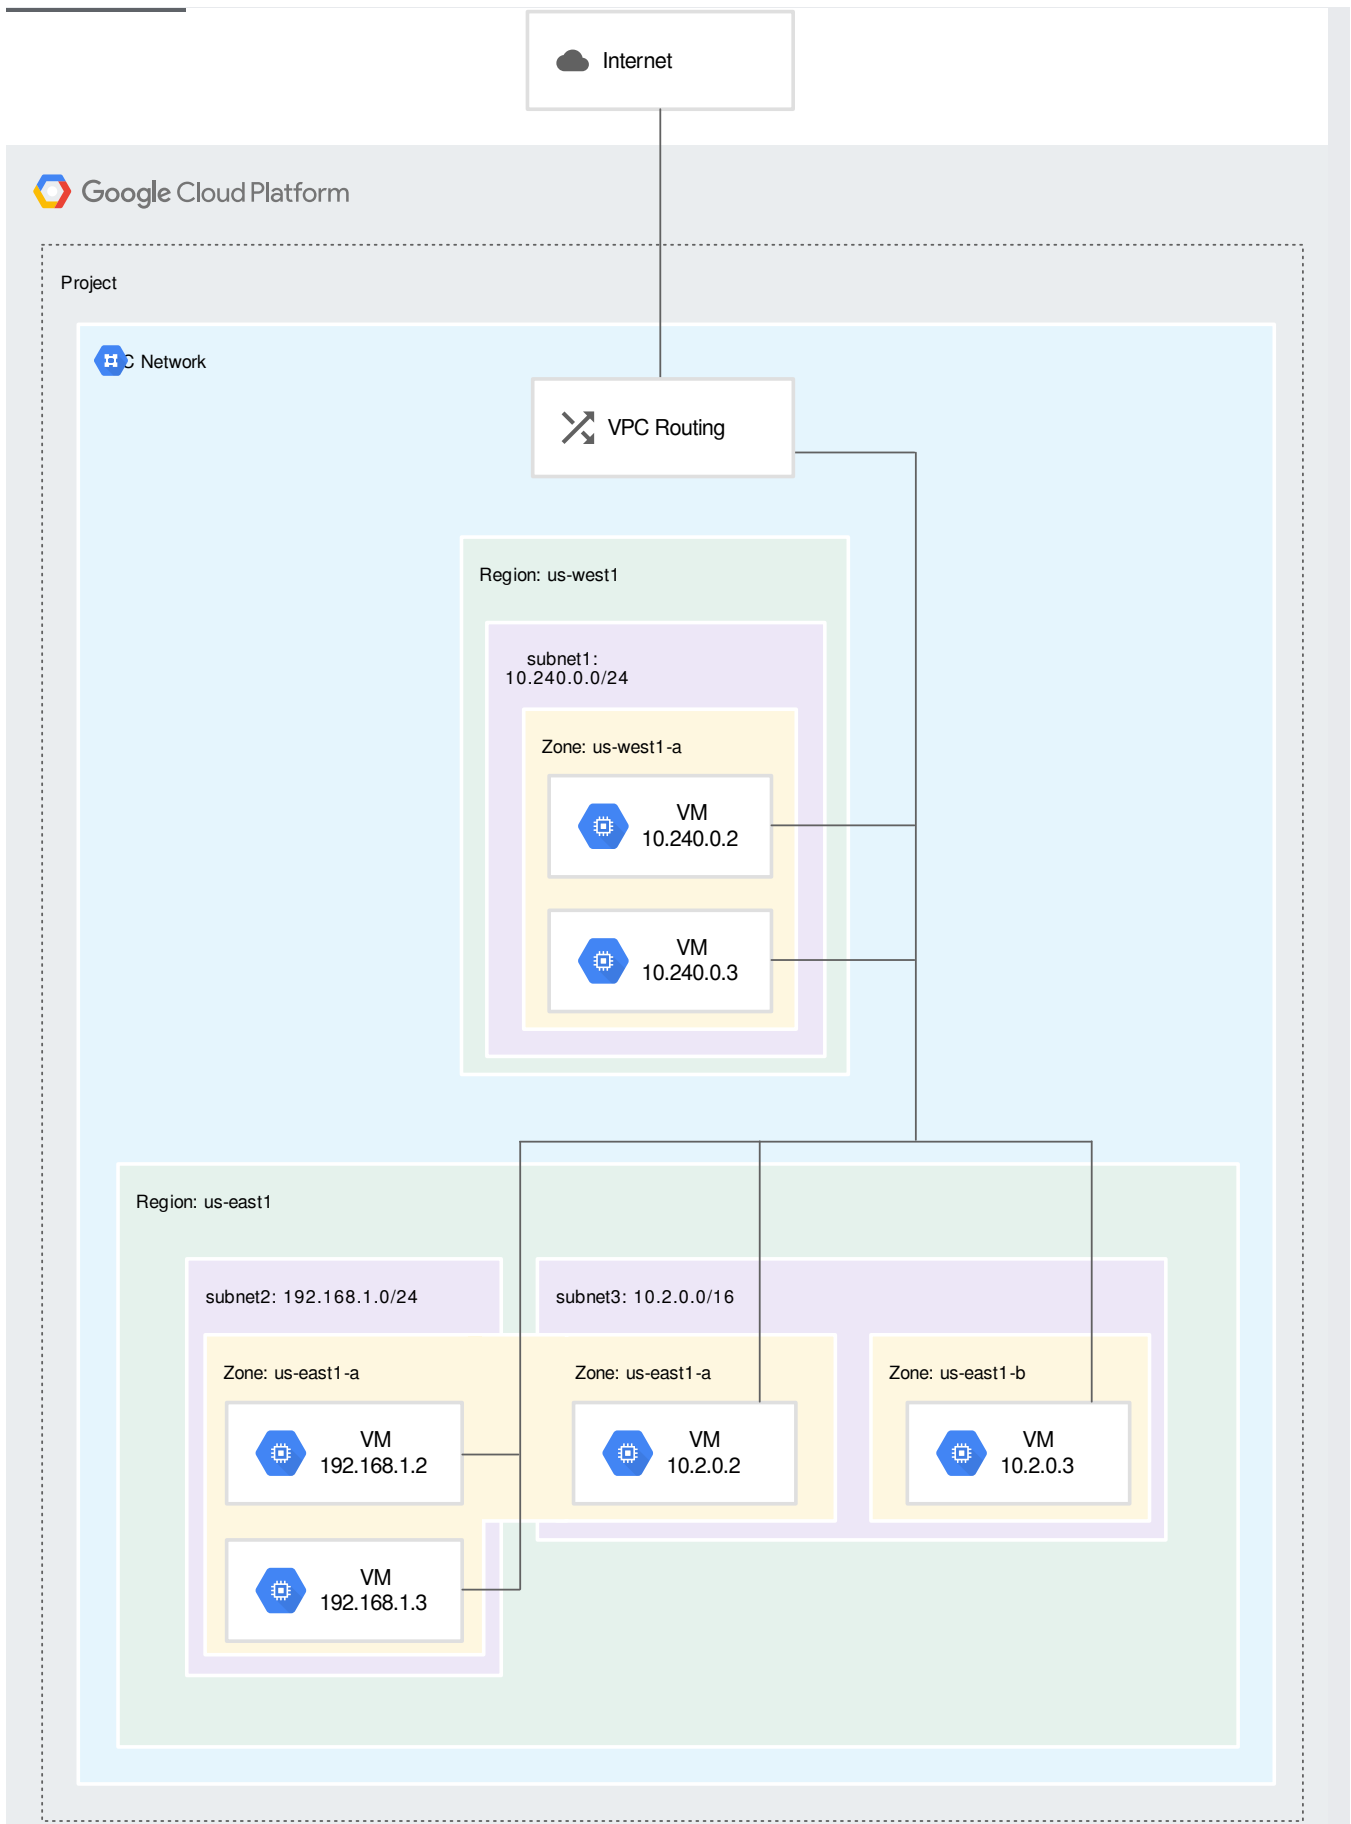 Internet
Google Cloud Platform
Project
C Network
VPC Routing
Region: us-west1
subnet1:
10.240.0.0/24
Zone: us-west1-a
VM
10.240.0.2
VM
10.240.0.3
Region: us-east1
subnet2: 192.168.1.0/24
subnet3: 10.2.0.0/16
Zone: us-east1-a
Zone: us-east1-a
Zone: us-east1-b
VM
192.168.1.2
VM
10.2.0.2
VM
10.2.0.3
VM
192.168.1.3